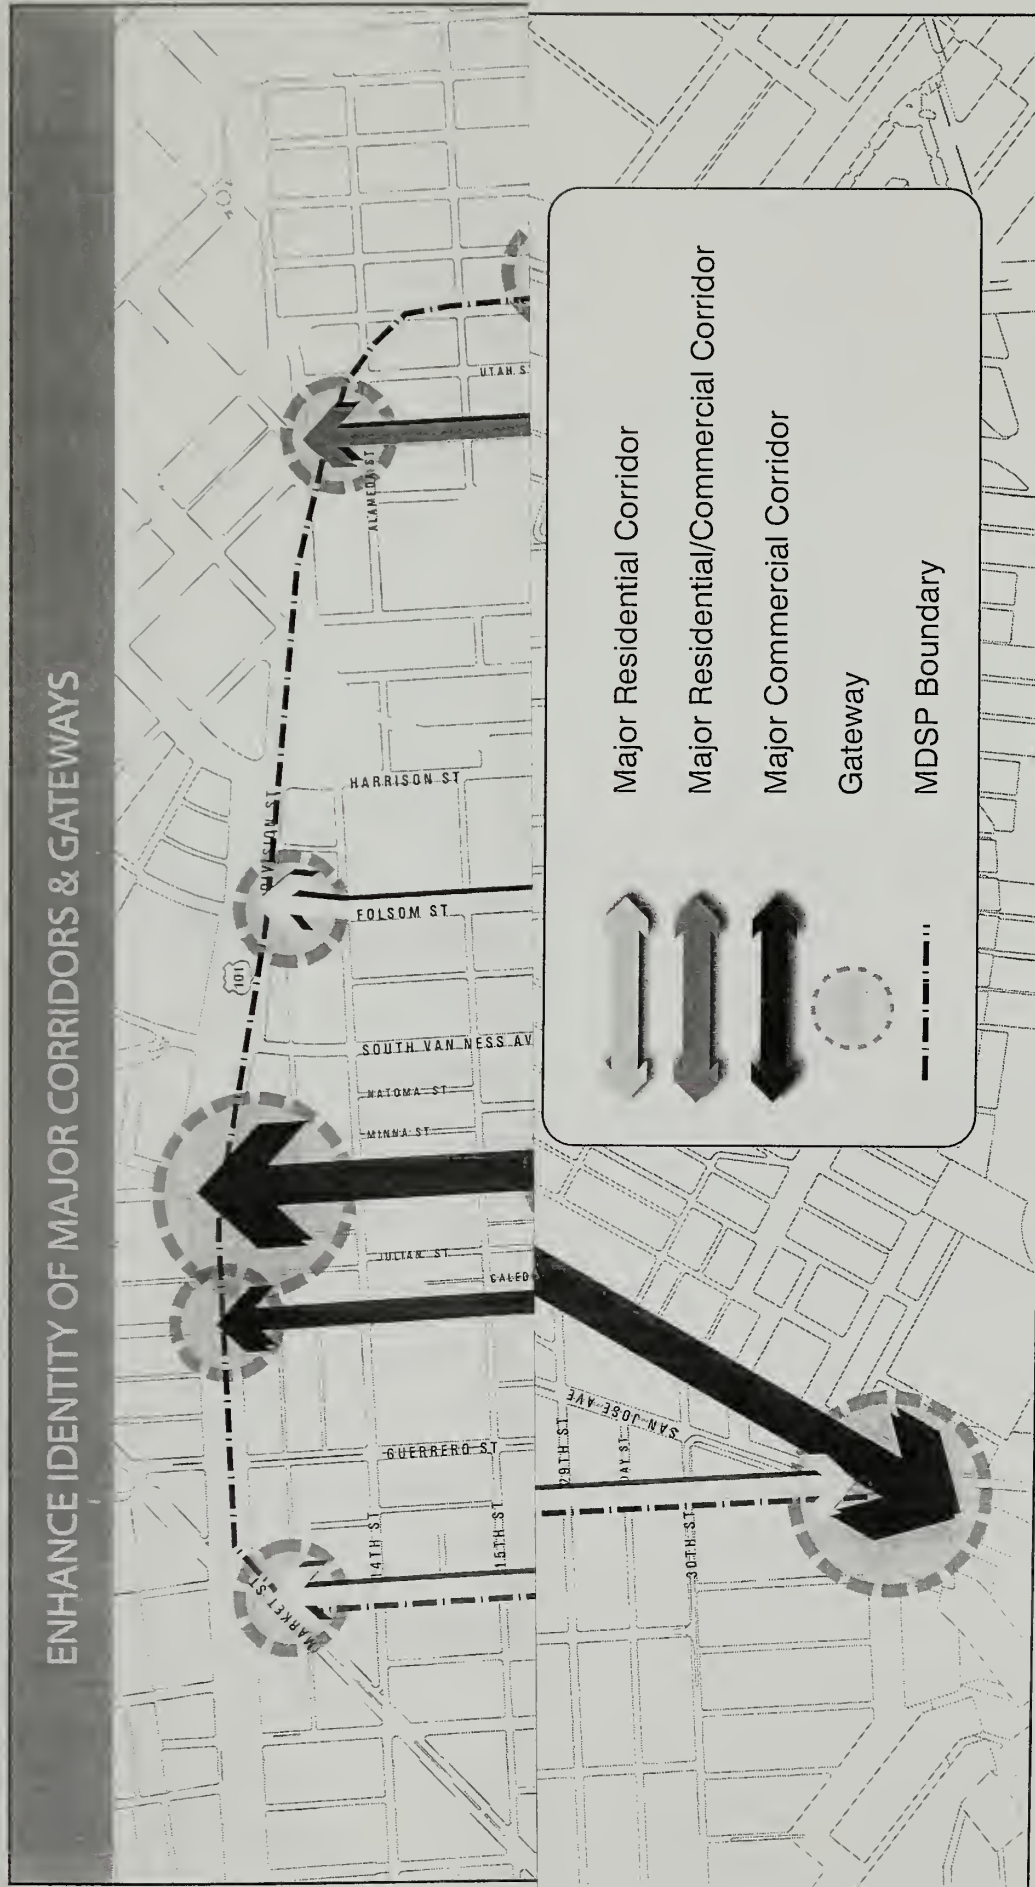 ENHANCE IDENTITY OF MAJOR CORRIDORS & GATEWAYS
MARKET ST
14TH ST
15TH ST
GUERRERO ST
JULIAN ST
CALED
MINNA ST
NATOMA ST
SOUTH VAN NESS AV
101
FOLSOM ST
DIVISION ST
HARRISON ST
ALAMEDA ST
UTAH S
29TH ST
DAY ST
30TH ST
SAN JOSE AVE
Major Residential Corridor
Major Residential/Commercial Corridor
Major Commercial Corridor
Gateway
MDSP Boundary